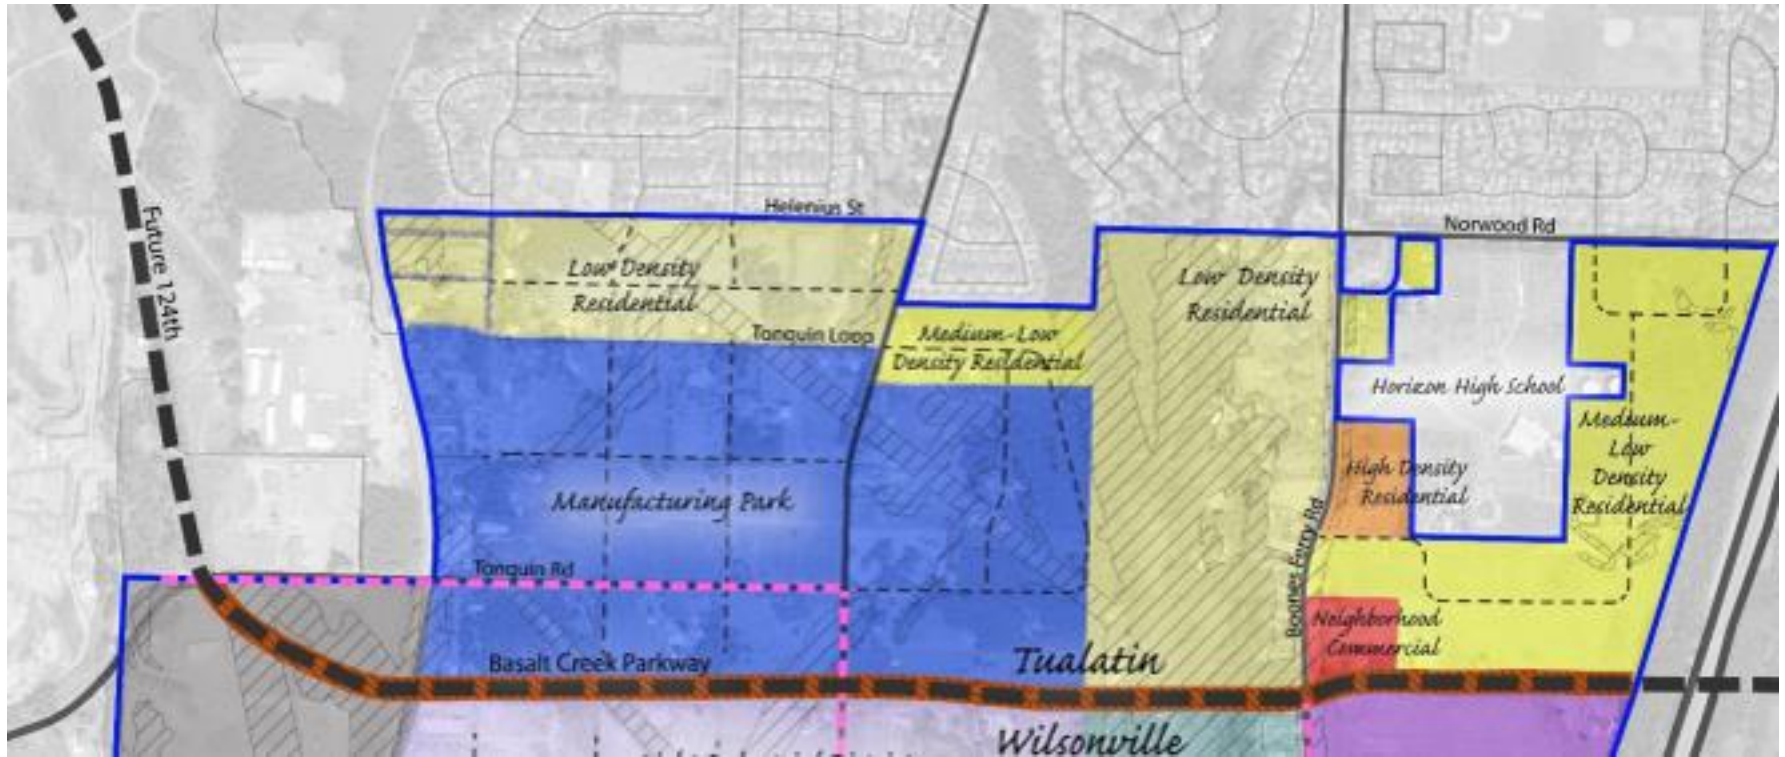 Future 124th
Helenius St
Norwood Rd
Low Density
Residential
Low Density
Residential
Tonquin Loop
Medium-Low
Density Residential
Horizon High School
Medium-
Low
Density
Residential
High Density
Residential
Manufacturing Park
Boones Ferry Rd
Tonquin Rd
Neighborhood
Commercial
Basalt Creek Parkway
Tualatin
Wilsonville